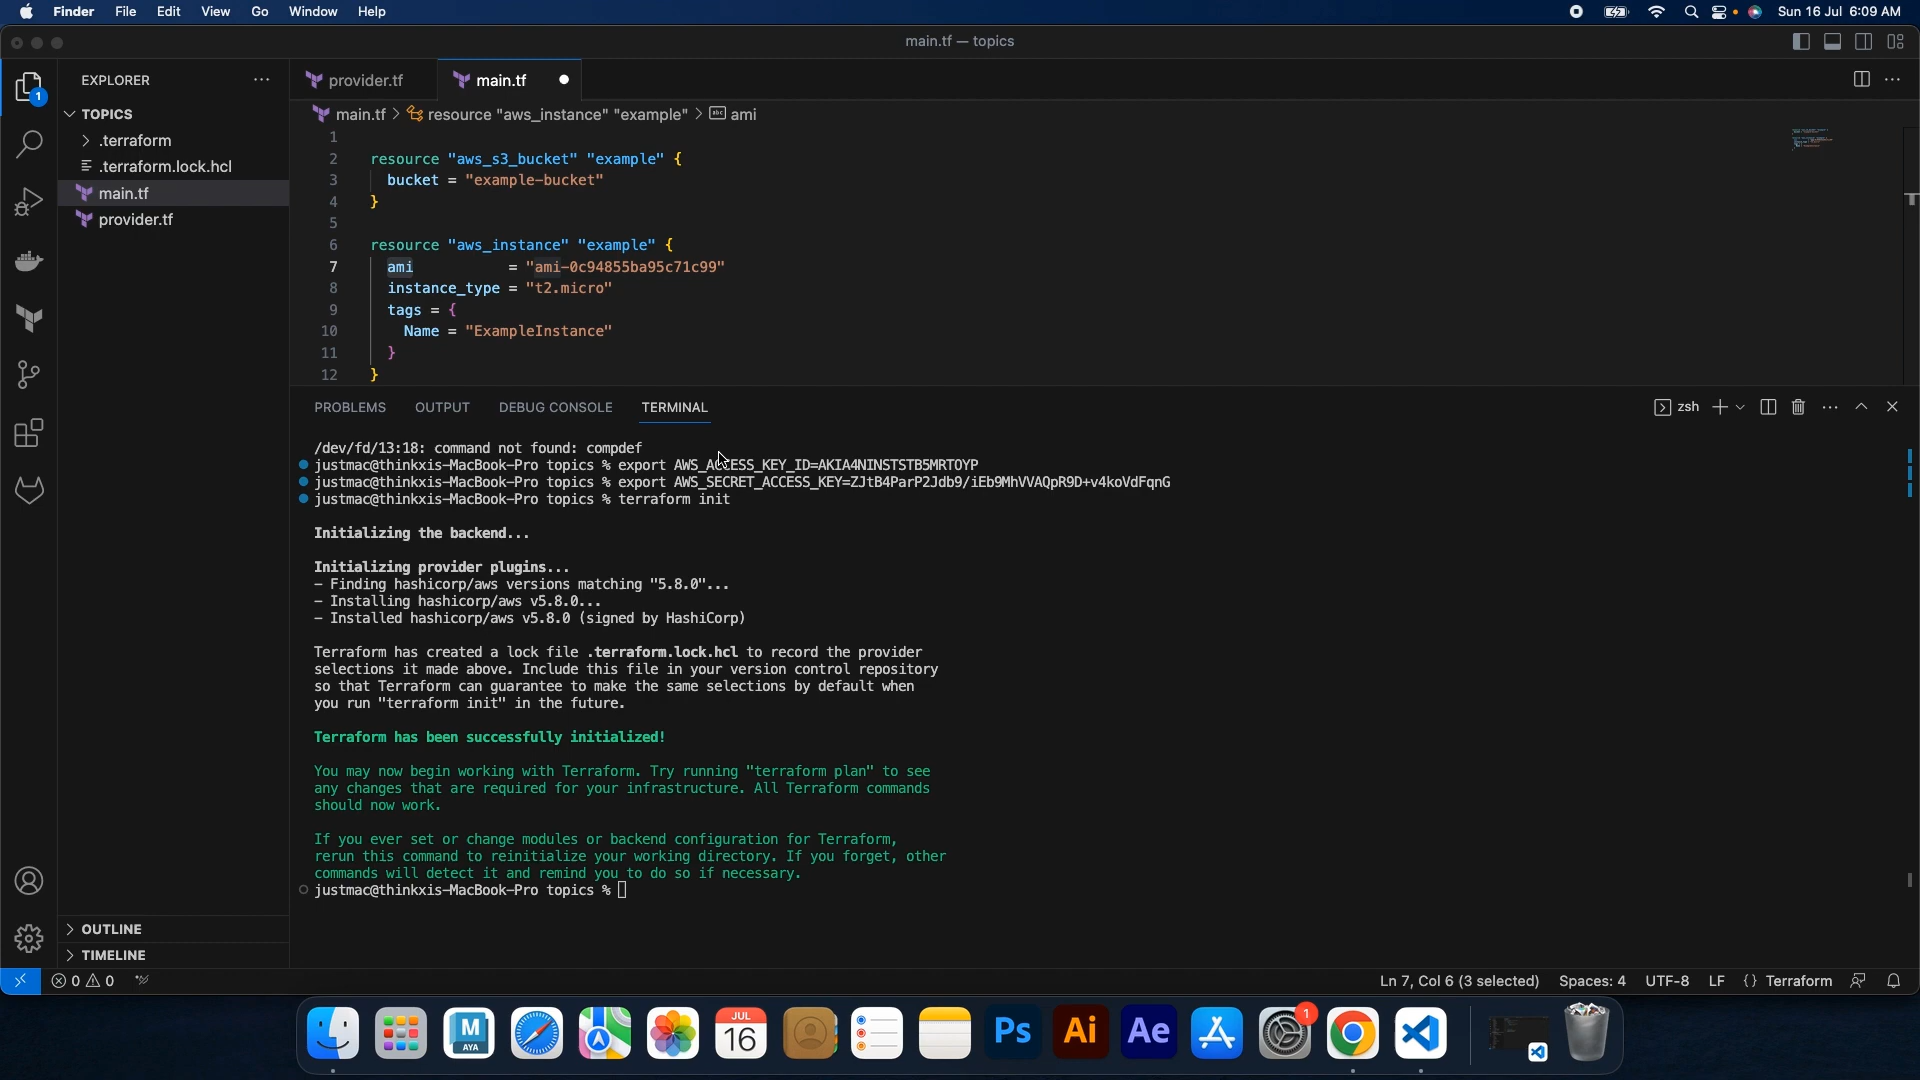 Finder File Edit View Go Window Help
Sun 16 Jul 6:09 AM
main.tf — topics
EXPLORER
provider.tf
main.tf
1
TOPICS
main.tf > resource "aws_instance" "example" > abc ami
.terraform
.terraform.lock.hcl
main.tf
provider.tf
1
2 resource "aws_s3_bucket" "example" {
3 bucket = "example-bucket"
4 }
5
6 resource "aws_instance" "example" {
7 ami = "ami-0c94855ba95c71c99"
8 instance_type = "t2.micro"
9 tags = {
10 Name = "ExampleInstance"
11 }
12 }
PROBLEMS OUTPUT DEBUG CONSOLE TERMINAL
zsh
/dev/fd/13:18: command not found: compdef
justmac@thinkxis-MacBook-Pro topics % export AWS_ACCESS_KEY_ID=[redacted]
justmac@thinkxis-MacBook-Pro topics % export AWS_SECRET_ACCESS_KEY=[redacted]
justmac@thinkxis-MacBook-Pro topics % terraform init
Initializing the backend...
Initializing provider plugins...
- Finding hashicorp/aws versions matching "5.8.0"...
- Installing hashicorp/aws v5.8.0...
- Installed hashicorp/aws v5.8.0 (signed by HashiCorp)
Terraform has created a lock file .terraform.lock.hcl to record the provider
selections it made above. Include this file in your version control repository
so that Terraform can guarantee to make the same selections by default when
you run "terraform init" in the future.
Terraform has been successfully initialized!
You may now begin working with Terraform. Try running "terraform plan" to see
any changes that are required for your infrastructure. All Terraform commands
should now work.
If you ever set or change modules or backend configuration for Terraform,
rerun this command to reinitialize your working directory. If you forget, other
commands will detect it and remind you to do so if necessary.
justmac@thinkxis-MacBook-Pro topics %
OUTLINE
TIMELINE
0 0
Ln 7, Col 6 (3 selected) Spaces: 4 UTF-8 LF {} Terraform
M AYA
JUL 16
Ps Ai Ae
1